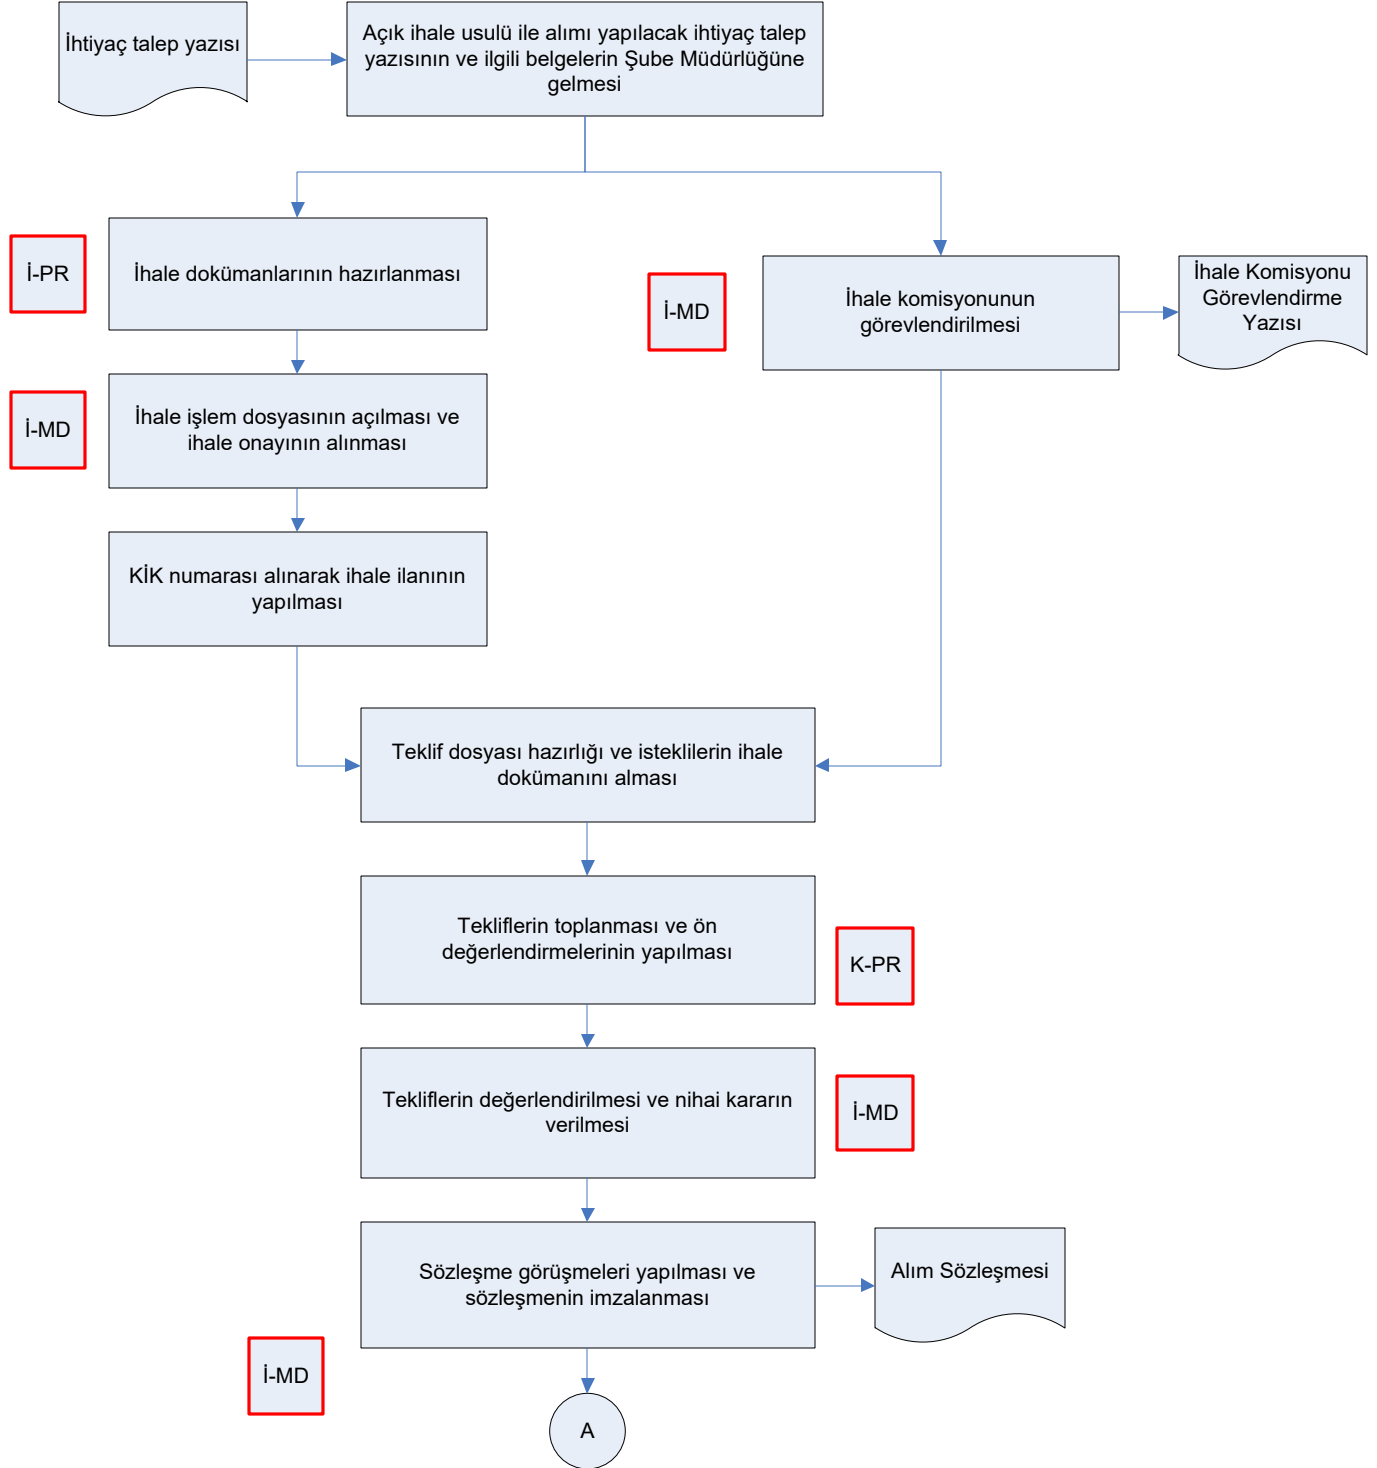 İhtiyaç talep yazısı
Açık ihale usulü ile alımı yapılacak ihtiyaç talep
yazısının ve ilgili belgelerin Şube Müdürlüğüne
gelmesi
İ-PR
İhale dokümanlarının hazırlanması
İ-MD
İhale komisyonunun
görevlendirilmesi
İhale Komisyonu
Görevlendirme
Yazısı
İ-MD
İhale işlem dosyasının açılması ve
ihale onayının alınması
KİK numarası alınarak ihale ilanının
yapılması
Teklif dosyası hazırlığı ve isteklilerin ihale
dokümanını alması
Tekliflerin toplanması ve ön
değerlendirmelerinin yapılması
K-PR
Tekliflerin değerlendirilmesi ve nihai kararın
verilmesi
İ-MD
Sözleşme görüşmeleri yapılması ve
sözleşmenin imzalanması
Alım Sözleşmesi
İ-MD
A